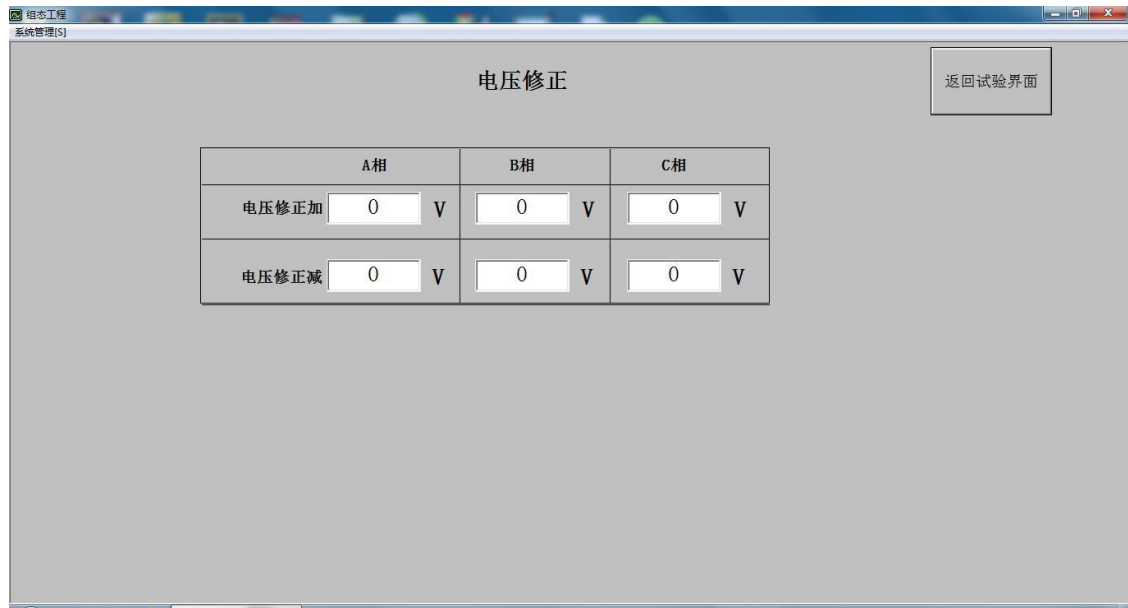 组态工程
系统管理[S]
电压修正
返回试验界面
A相 B相 C相
电压修正加 0 V 0 V 0 V
电压修正减 0 V 0 V 0 V